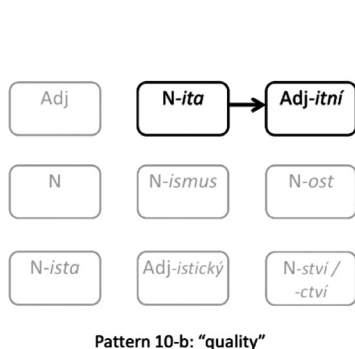 Adj N-ita Adj-itní
N N-ismus N-ost
N-ista Adj-istický N-ství /
-ctví
Pattern 10-b: "quality"